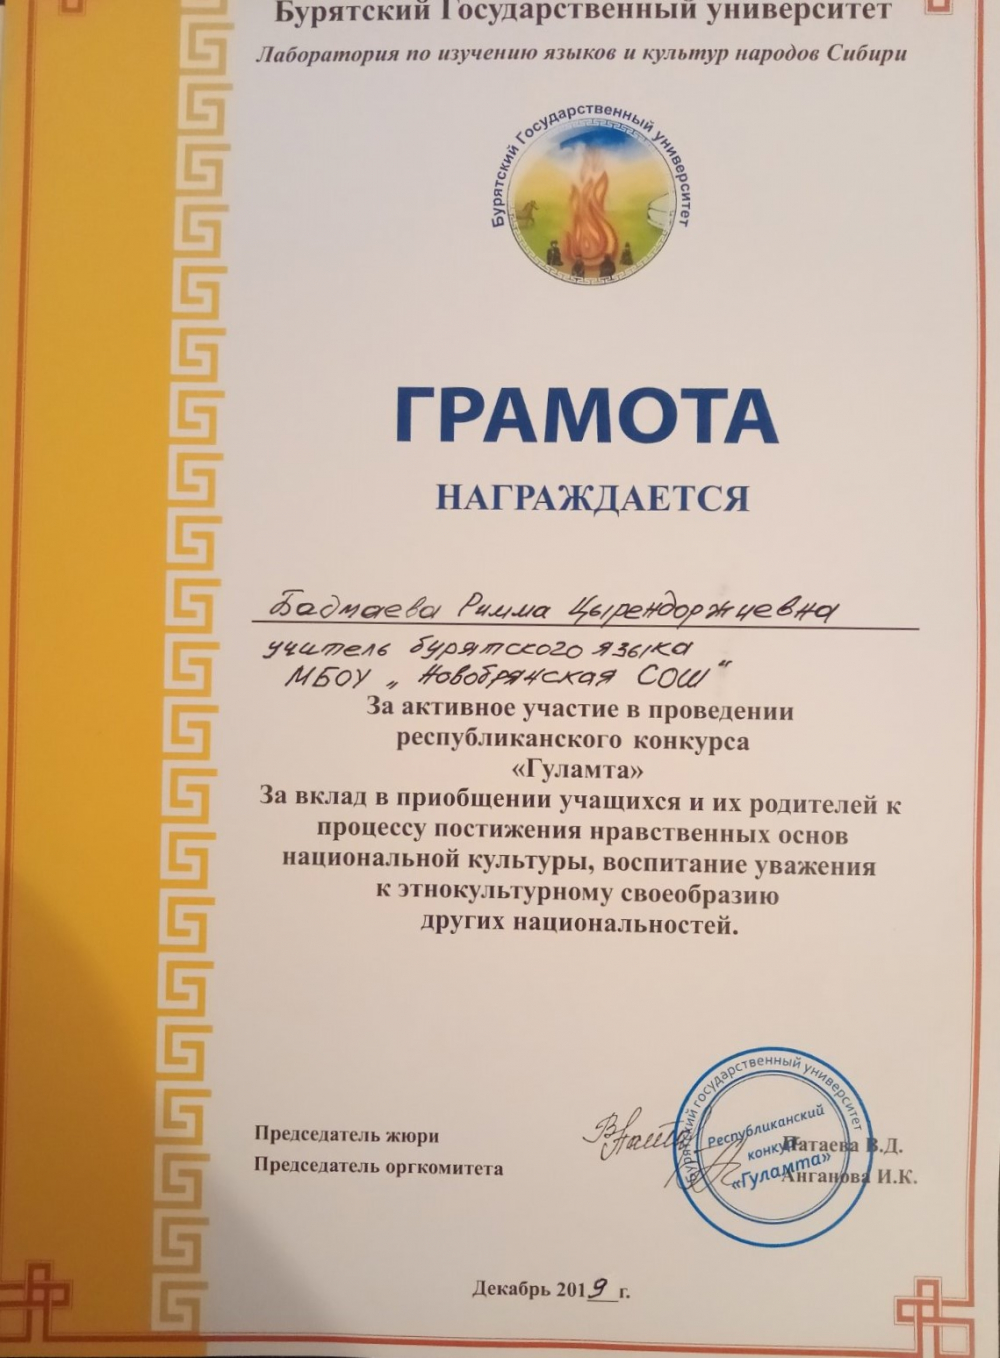 Бурятский Государственный университет
Лаборатория по изучению языков и культур народов Сибири
Бурятский Государственный университет
ГРАМОТА
НАГРАЖДАЕТСЯ
Бадмаева Римма Цырендоржиевна
учитель бурятского языка
МБОУ „Новобрянская СОШ"
За активное участие в проведении
республиканского конкурса
«Гуламта»
За вклад в приобщении учащихся и их родителей к
процессу постижения нравственных основ
национальной культуры, воспитание уважения
к этнокультурному своеобразию
других национальностей.
Бурятский государственный университет
Республиканский
конкурс
«Гуламта»
Председатель жюри Патаева В.Д.
Председатель оргкомитета Анганова И.К.
Декабрь 2019 г.